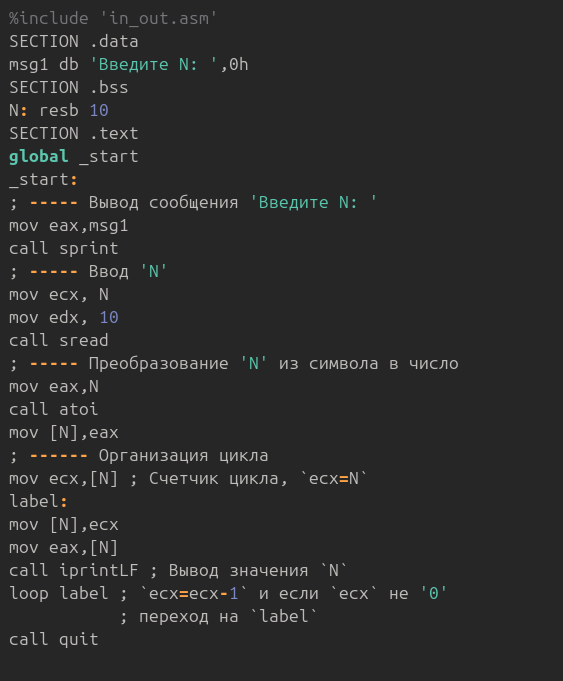 %include 'in_out.asm'
SECTION .data
msg1 db 'Введите N: ',0h
SECTION .bss
N: resb 10
SECTION .text
global _start
_start:
; ----- Вывод сообщения 'Введите N: '
mov eax,msg1
call sprint
; ----- Ввод 'N'
mov ecx, N
mov edx, 10
call sread
; ----- Преобразование 'N' из символа в число
mov eax,N
call atoi
mov [N],eax
; ------ Организация цикла
mov ecx,[N] ; Счетчик цикла, `ecx=N`
label:
mov [N],ecx
mov eax,[N]
call iprintLF ; Вывод значения `N`
loop label ; `ecx=ecx-1` и если `ecx` не '0'
; переход на `label`
call quit